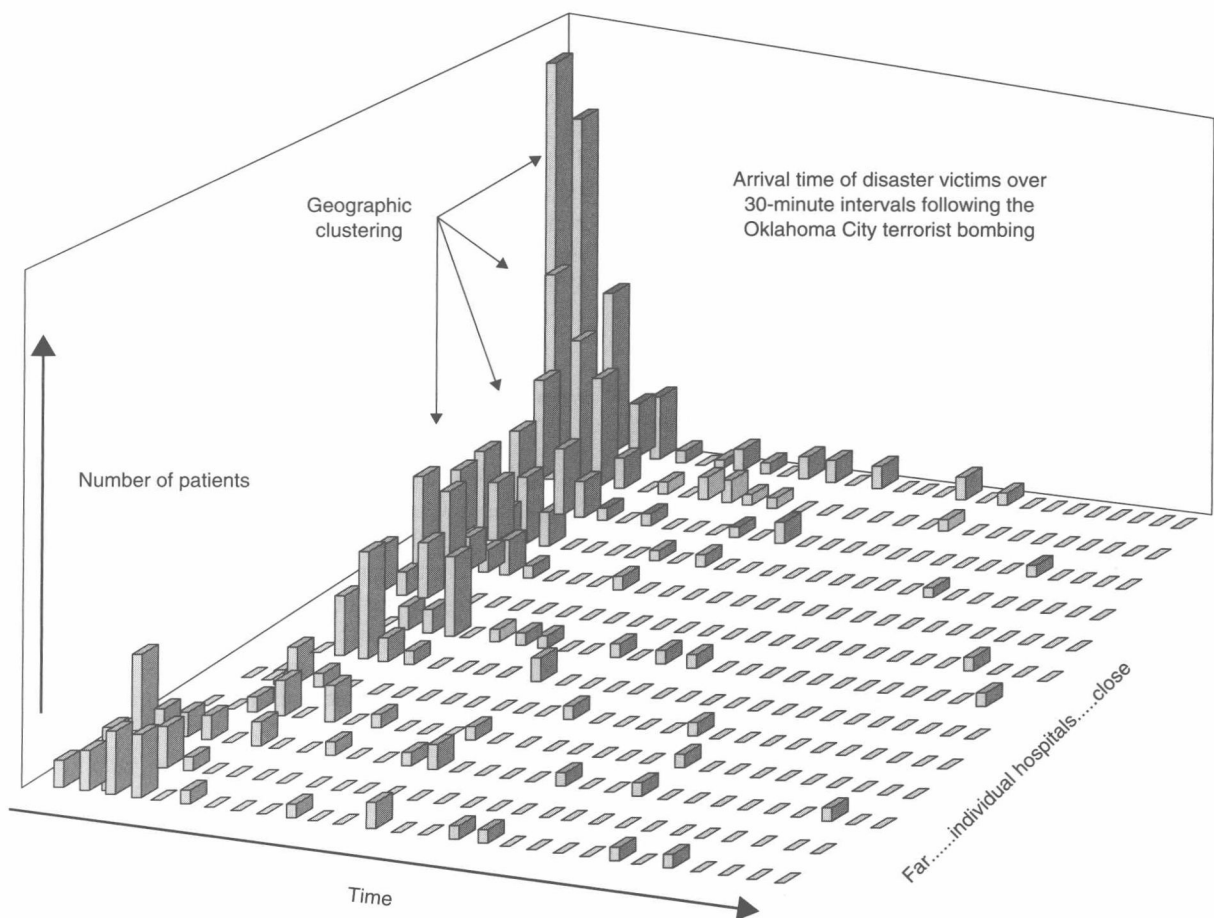 Geographic
clustering
Arrival time of disaster victims over
30-minute intervals following the
Oklahoma City terrorist bombing
Number of patients
Far......individual hospitals.....close
Time